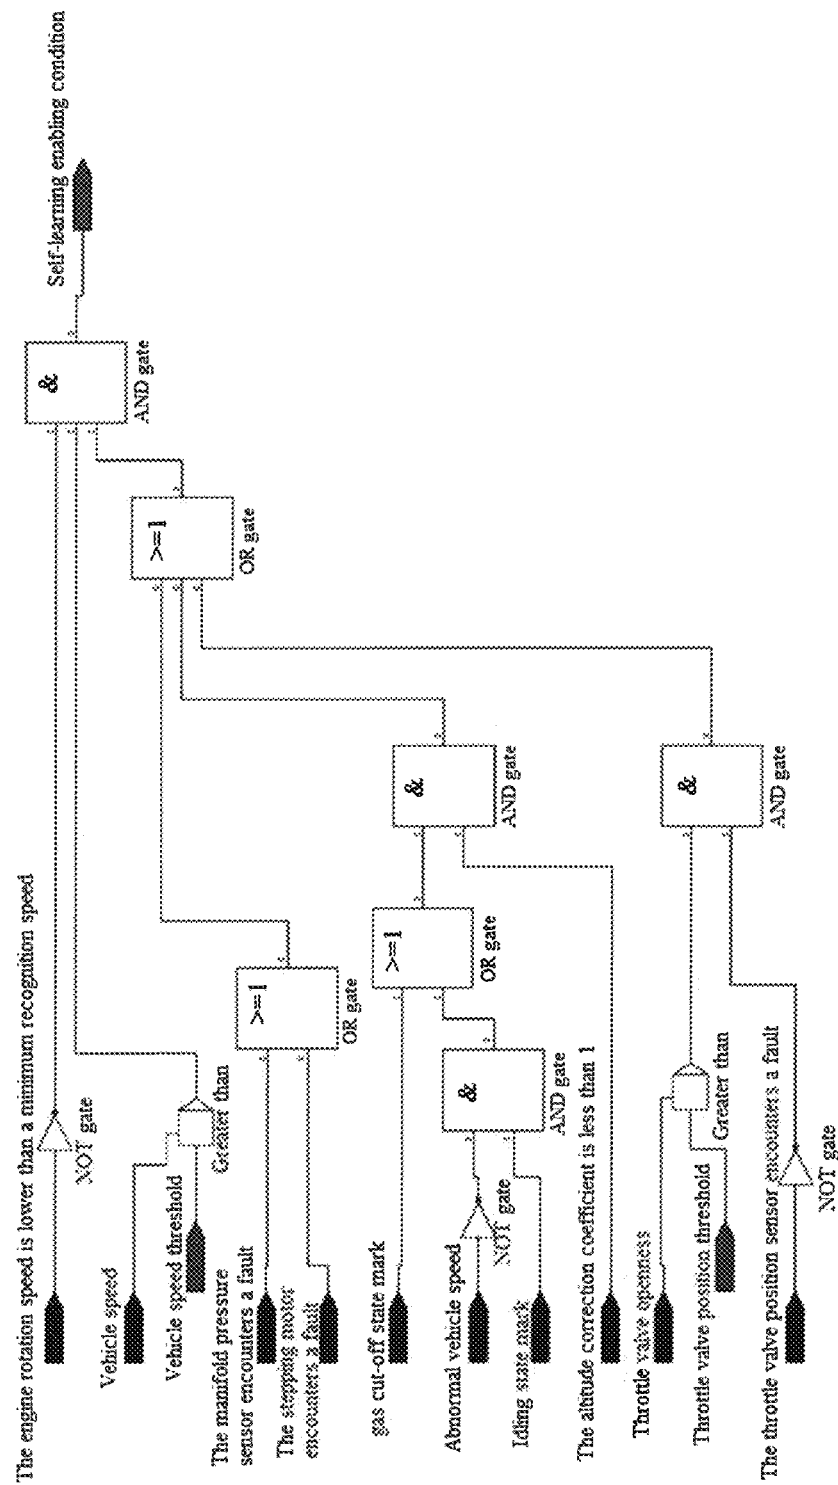 The engine rotation speed is lower than a minimum recognition speed
NOT gate
Vehicle speed
Vehicle speed threshold
Greater than
The manifold pressure
sensor encounters a fault
The stepping motor
encounters a fault
>=1
OR gate
gas cut-off state mark
Abnormal vehicle speed
NOT gate
Idling state mark
&
AND gate
>=1
OR gate
The altitude correction coefficient is less than 1
&
AND gate
Throttle valve openness
Throttle valve position threshold
Greater than
The throttle valve position sensor encounters a fault
NOT gate
&
AND gate
>=1
OR gate
&
AND gate
Self-learning enabling condition